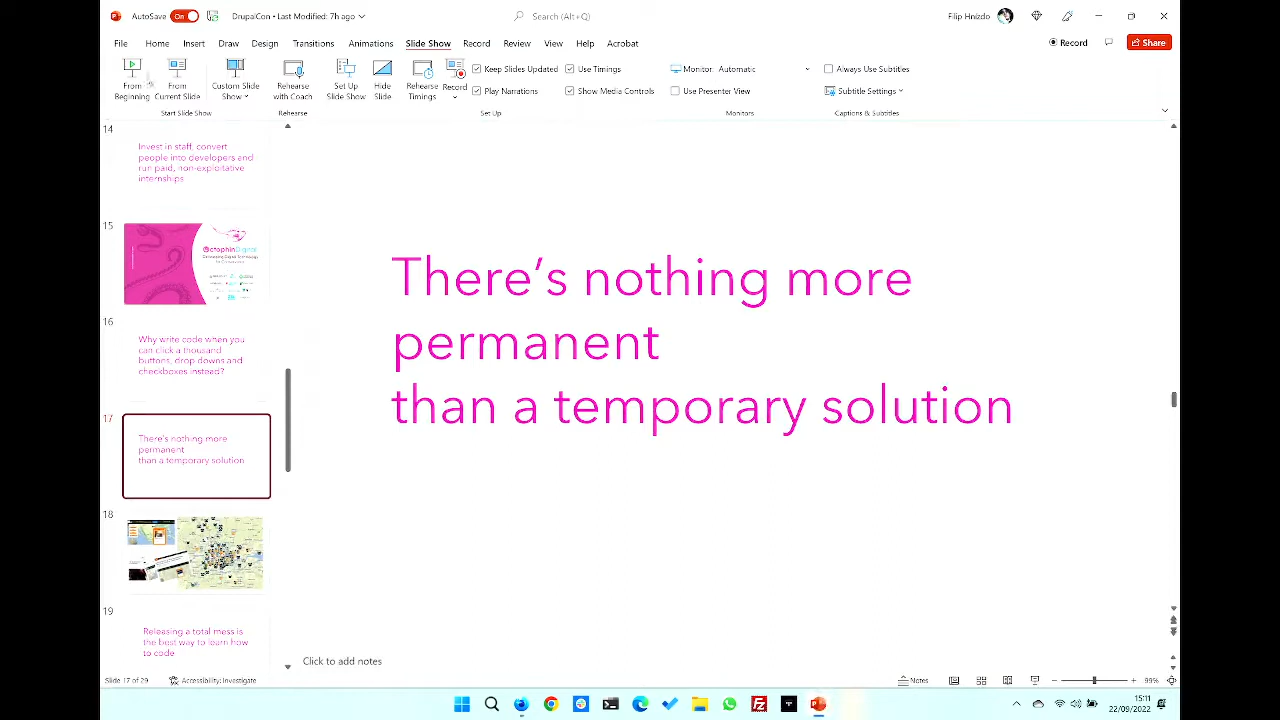 AutoSave
On
DrupalCon • Last Modified: 7h ago
Search (Alt+Q)
Filip Hnizdo
File
Home
Insert
Draw
Design
Transitions
Animations
Slide Show
Record
Review
View
Help
Acrobat
Record
Share
From
Beginning
From
Current Slide
Custom Slide
Show
Rehearse
with Coach
Set Up
Slide Show
Hide
Slide
Rehearse
Timings
Record
Keep Slides Updated
Play Narrations
Use Timings
Show Media Controls
Monitor:
Automatic
Use Presenter View
Always Use Subtitles
Subtitle Settings
Start Slide Show
Rehearse
Set Up
Monitors
Captions & Subtitles
14
Invest in staff, convert
people into developers and
run paid, non-exploitative
internships
15
OctophinDigital
16
Why write code when you
can click a thousand
buttons, drop downs and
checkboxes instead?
17
There's nothing more
permanent
than a temporary solution
18
19
Releasing a total mess is
the best way to learn how
to code
There's nothing more
permanent
than a temporary solution
Click to add notes
Slide 17 of 29
Accessibility: Investigate
Notes
99%
15:11
22/09/2022